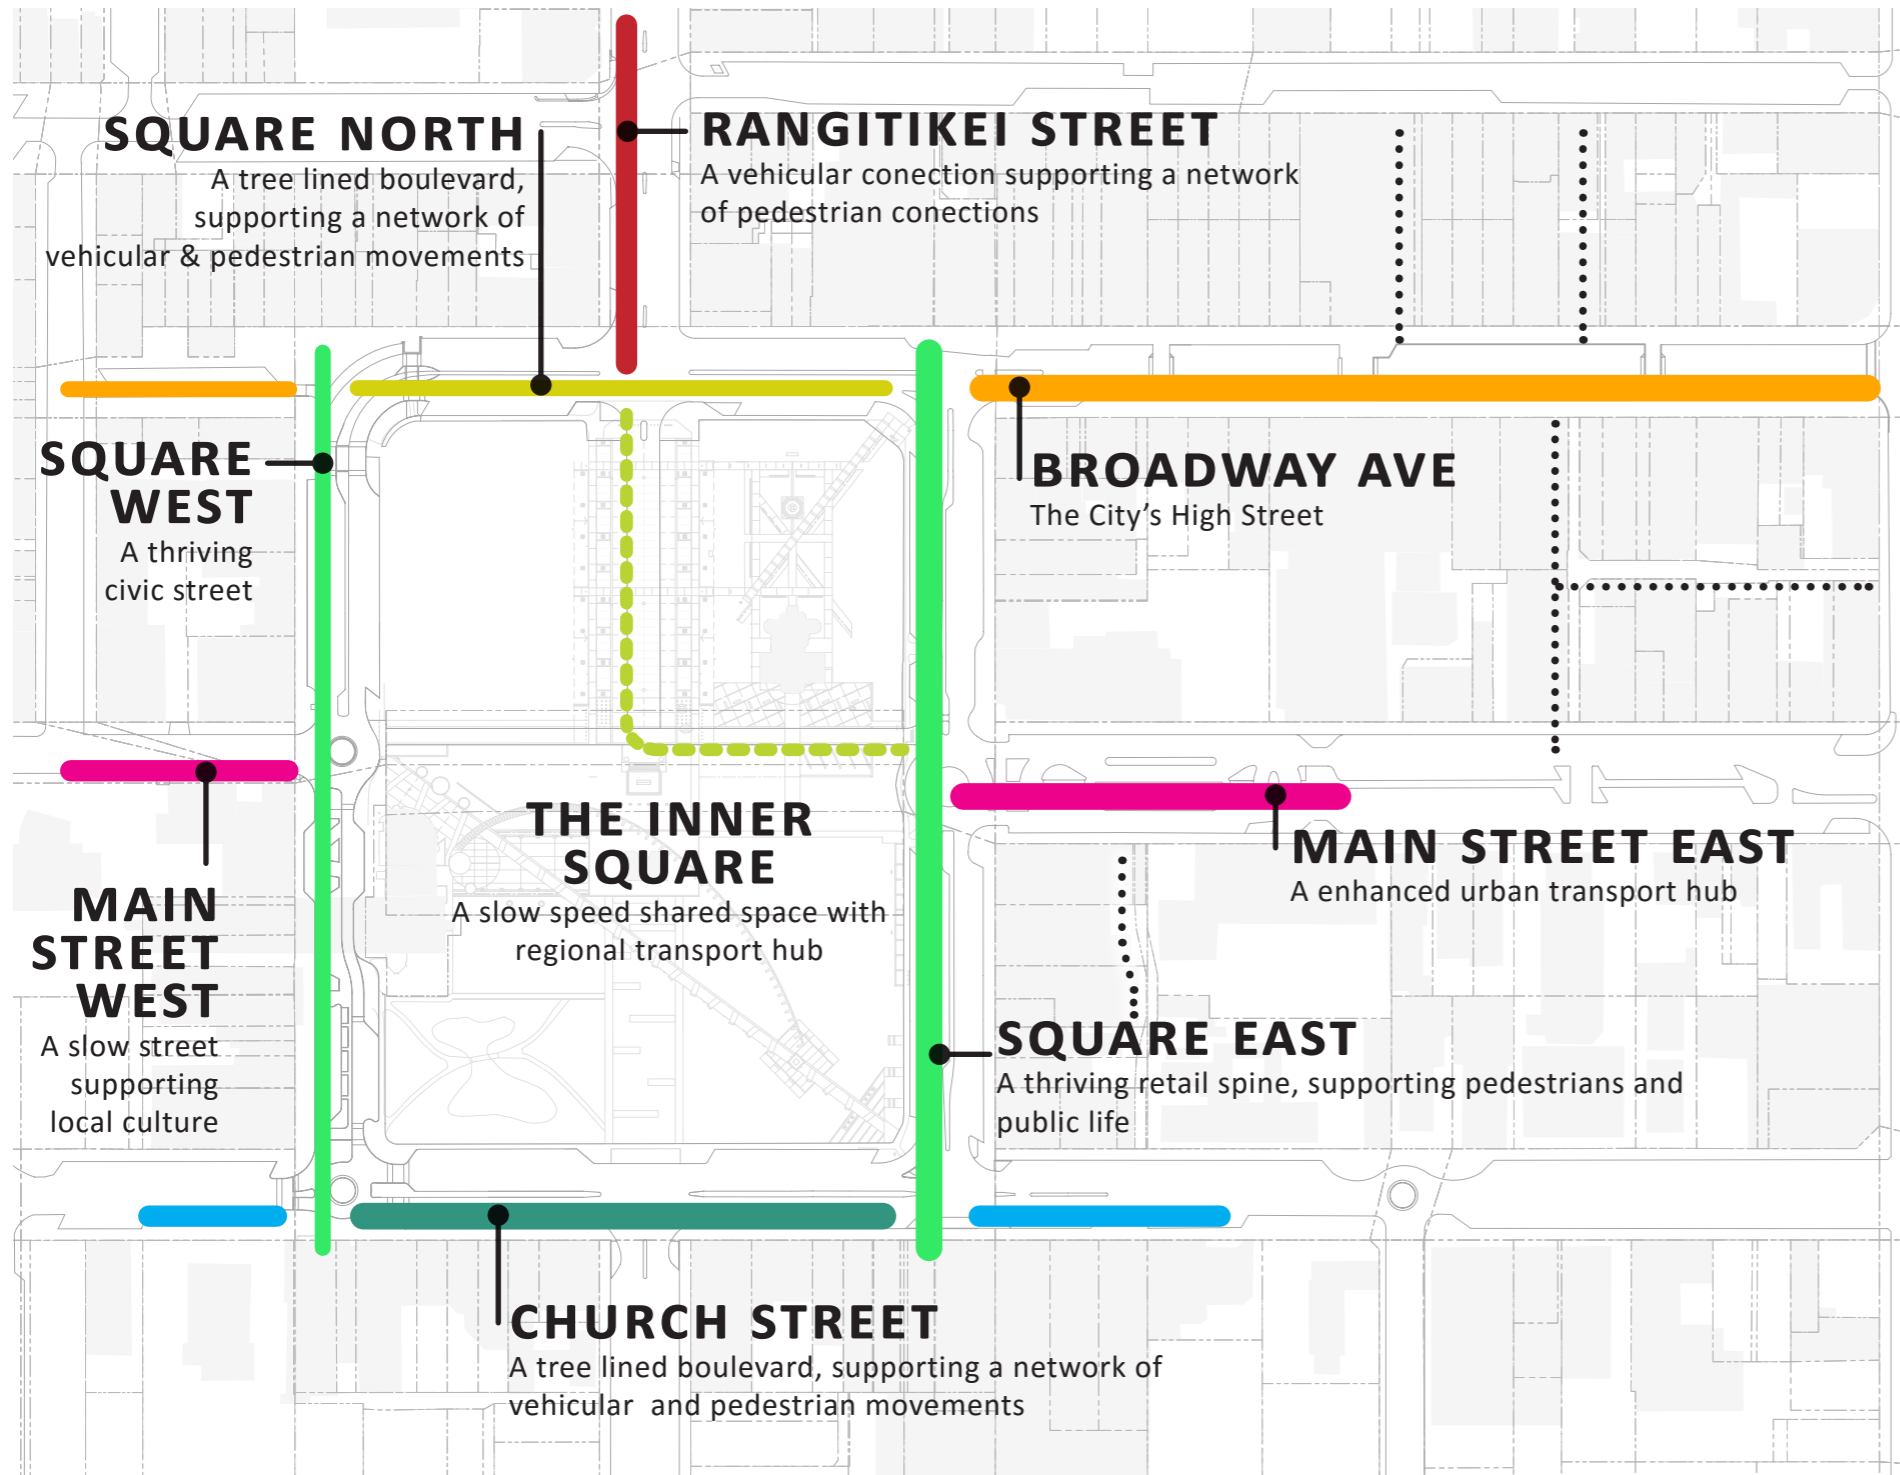 SQUARE NORTH
A tree lined boulevard,
supporting a network of
vehicular & pedestrian movements
RANGITIKEI STREET
A vehicular conection supporting a network
of pedestrian conections
SQUARE
WEST
A thriving
civic street
BROADWAY AVE
The City’s High Street
MAIN
STREET
WEST
A slow street
supporting
local culture
THE INNER
SQUARE
A slow speed shared space with
regional transport hub
MAIN STREET EAST
A enhanced urban transport hub
SQUARE EAST
A thriving retail spine, supporting pedestrians and
public life
CHURCH STREET
A tree lined boulevard, supporting a network of
vehicular and pedestrian movements